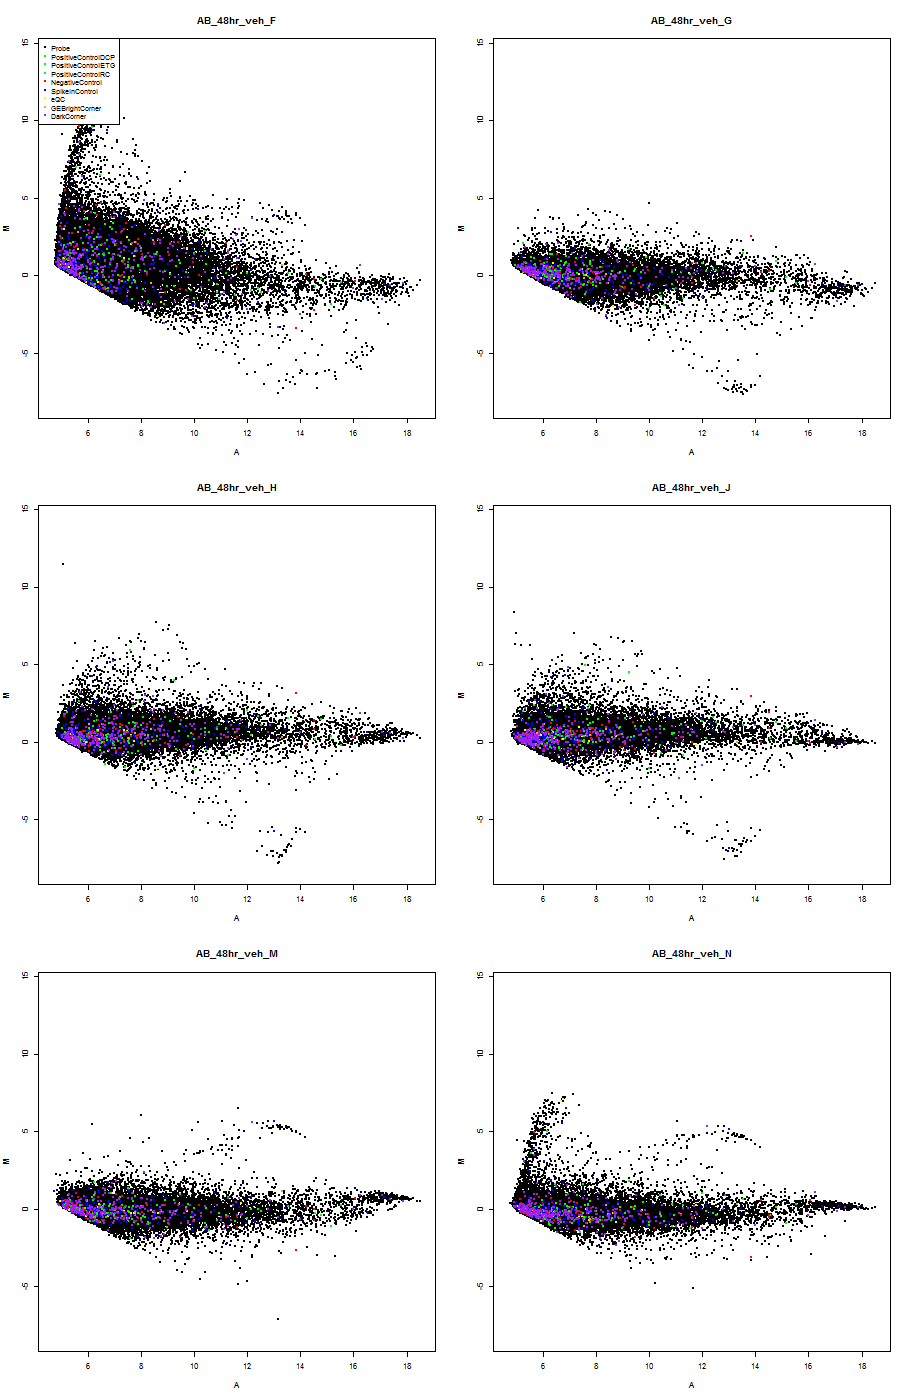 AB_48hr_veh_F
Probe
PositiveControlDCP
PositiveControlETG
PositiveControlRC
NegativeControl
SpikeInControl
eQC
GEBrightCorner
DarkCorner
15
10
5
0
-5
M
6 8 10 12 14 16 18
A
AB_48hr_veh_G
15
10
5
0
-5
M
6 8 10 12 14 16 18
A
AB_48hr_veh_H
15
10
5
0
-5
M
6 8 10 12 14 16 18
A
AB_48hr_veh_J
15
10
5
0
-5
M
6 8 10 12 14 16 18
A
AB_48hr_veh_M
15
10
5
0
-5
M
6 8 10 12 14 16 18
A
AB_48hr_veh_N
15
10
5
0
-5
M
6 8 10 12 14 16 18
A